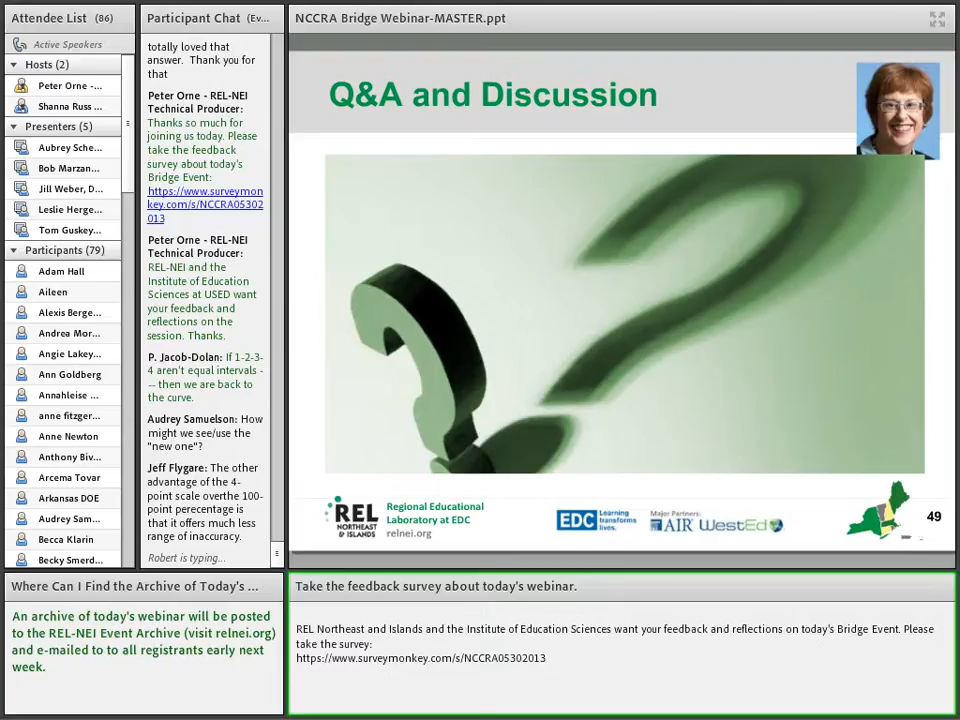 Attendee List (86)
Active Speakers
Hosts (2)
Peter Orne -...
Shanna Russ ...
Presenters (5)
Aubrey Sche...
Bob Marzan...
Jill Weber, D...
Leslie Herge...
Tom Guskey...
Participants (79)
Adam Hall
Aileen
Alexis Berge...
Andrea Mor...
Angie Lakey...
Ann Goldberg
Annahleise ...
anne fitzger...
Anne Newton
Anthony Biv...
Arcema Tovar
Arkansas DOE
Audrey Sam...
Becca Klarin
Becky Smerd...
Participant Chat (Ev...
totally loved that
answer. Thank you for
that
Peter Orne - REL-NEI
Technical Producer:
Thanks so much for
joining us today. Please
take the feedback
survey about today's
Bridge Event:
https://www.surveymon
key.com/s/NCCRA05302
013
Peter Orne - REL-NEI
Technical Producer:
REL-NEI and the
Institute of Education
Sciences at USED want
your feedback and
reflections on the
session. Thanks.
P. Jacob-Dolan: If 1-2-3-
4 aren't equal intervals -
-- then we are back to
the curve.
Audrey Samuelson: How
might we see/use the
"new one"?
Jeff Flygare: The other
advantage of the 4-
point scale overthe 100-
point perecentage is
that it offers much less
range of inaccuracy.
Robert is typing...
NCCRA Bridge Webinar-MASTER.ppt
Q&A and Discussion
REL
NORTHEAST
& ISLANDS
Regional Educational
Laboratory at EDC
relnei.org
EDC
Learning
transforms
lives.
Major Partners:
AIR WestEd
49
Where Can I Find the Archive of Today's ...
An archive of today's webinar will be posted
to the REL-NEI Event Archive (visit relnei.org)
and e-mailed to to all registrants early next
week.
Take the feedback survey about today's webinar.
REL Northeast and Islands and the Institute of Education Sciences want your feedback and reflections on today's Bridge Event. Please
take the survey:
https://www.surveymonkey.com/s/NCCRA05302013